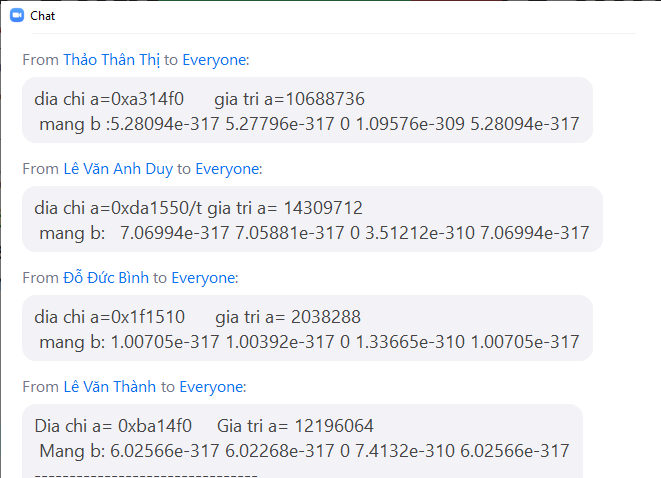 Chat
From Thảo Thân Thị to Everyone:
dia chi a=0xa314f0 gia tri a=10688736
mang b :5.28094e-317 5.27796e-317 0 1.09576e-309 5.28094e-317
From Lê Văn Anh Duy to Everyone:
dia chi a=0xda1550/t gia tri a= 14309712
mang b: 7.06994e-317 7.05881e-317 0 3.51212e-310 7.06994e-317
From Đỗ Đức Bình to Everyone:
dia chi a=0x1f1510 gia tri a= 2038288
mang b: 1.00705e-317 1.00392e-317 0 1.33665e-310 1.00705e-317
From Lê Văn Thành to Everyone:
Dia chi a= 0xba14f0 Gia tri a= 12196064
Mang b: 6.02566e-317 6.02268e-317 0 7.4132e-310 6.02566e-317
--------------------------------